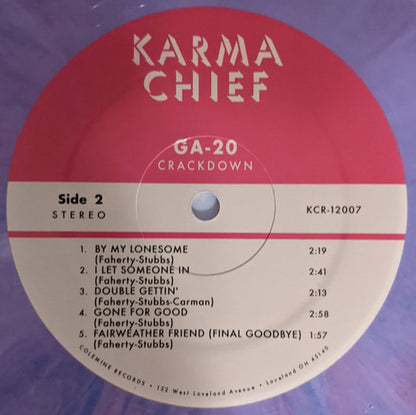 KARMA
CHIEF
GA-20
CRACKDOWN
Side 2
STEREO
KCR-12007
1. BY MY LONESOME 2:19
(Faherty-Stubbs)
2. I LET SOMEONE IN 2:41
(Faherty-Stubbs)
3. DOUBLE GETTIN' 2:13
(Faherty-Stubbs-Carman)
4. GONE FOR GOOD 2:58
(Faherty-Stubbs)
5. FAIRWEATHER FRIEND (FINAL GOODBYE) 1:57
(Faherty-Stubbs)
COLEMINE RECORDS • 122 West Loveland Avenue • Loveland OH 45140